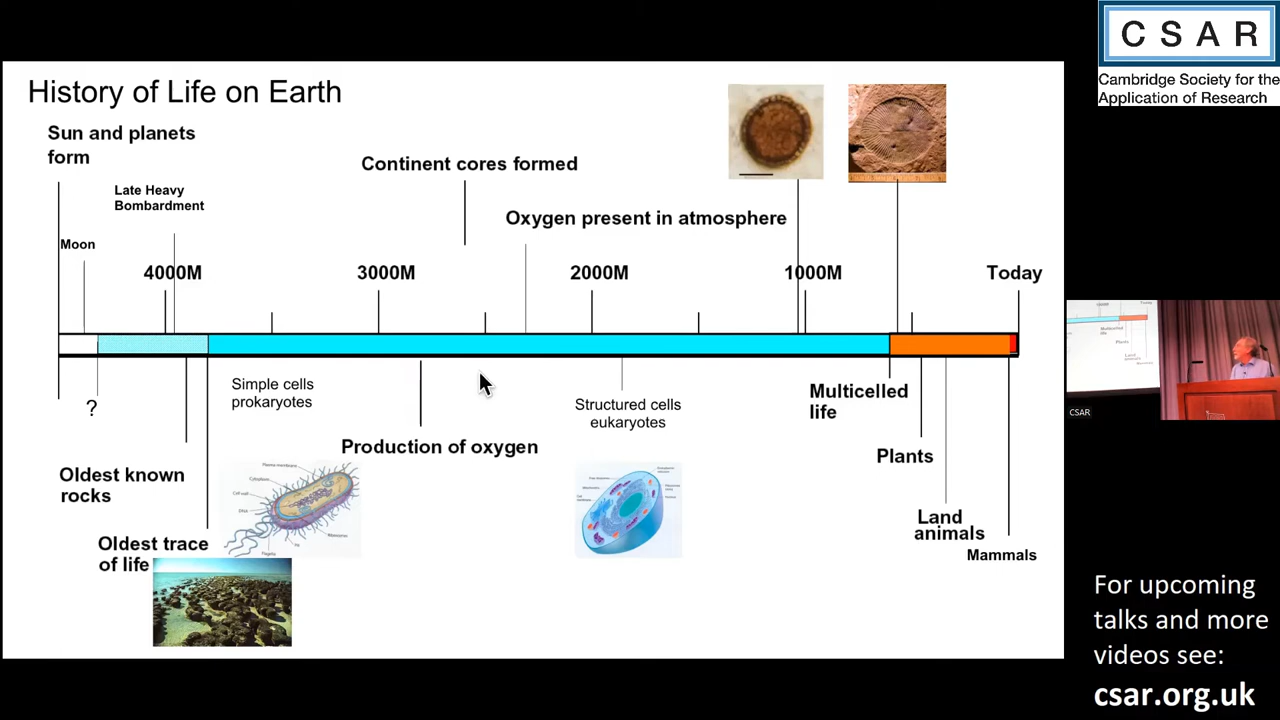 History of Life on Earth
Sun and planets
form
Continent cores formed
Late Heavy
Bombardment
Oxygen present in atmosphere
Moon
4000M
3000M
2000M
1000M
Today
?
Simple cells
prokaryotes
Structured cells
eukaryotes
Multicelled
life
Production of oxygen
Plants
Oldest known
rocks
Land
animals
Oldest trace
of life
Mammals
CSAR
Cambridge Society for the
Application of Research
CSAR
For upcoming
talks and more
videos see:
csar.org.uk